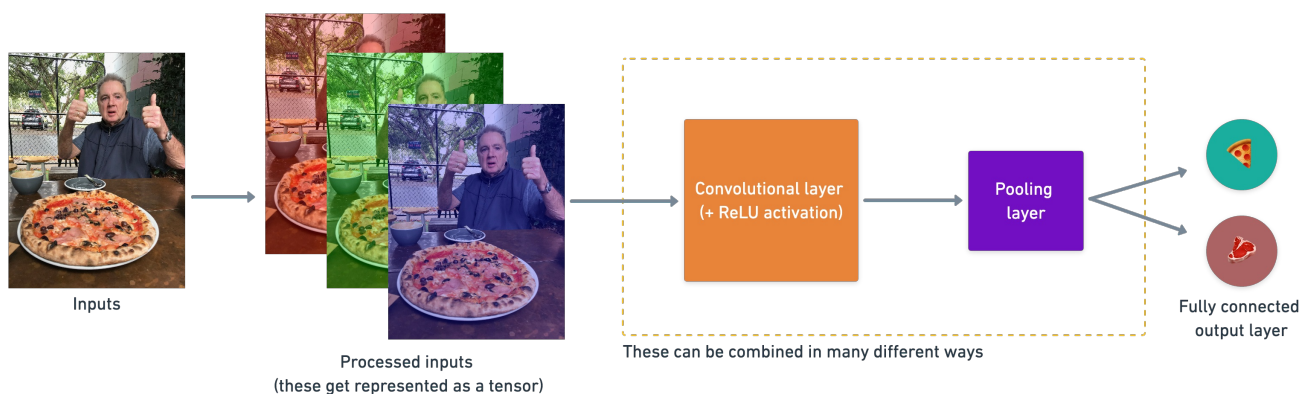 Inputs
Processed inputs
(these get represented as a tensor)
Convolutional layer
(+ ReLU activation)
Pooling
layer
These can be combined in many different ways
Fully connected
output layer